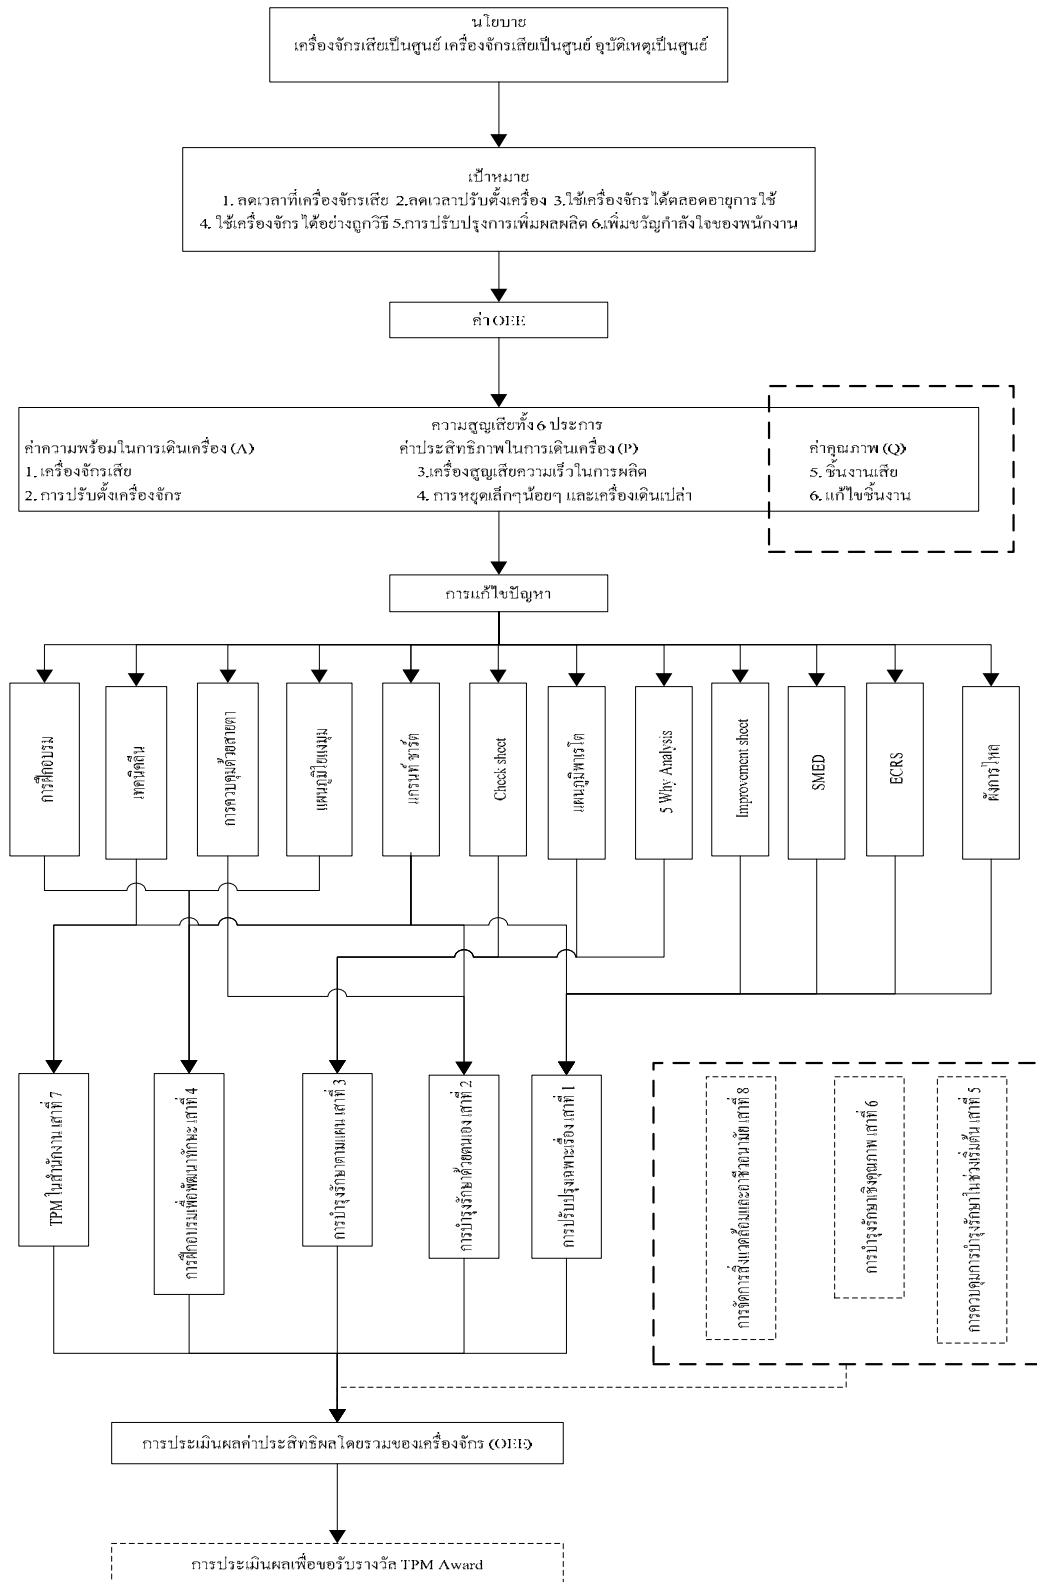 นโยบาย
เครื่องจักรเสียเป็นศูนย์ เครื่องจักรเสียเป็นศูนย์ อุบัติเหตุเป็นศูนย์
เป้าหมาย
1. ลดเวลาที่เครื่องจักรเสีย 2.ลดเวลาปรับตั้งเครื่อง 3.ใช้เครื่องจักรได้ตลอดอายุการใช้
4. ใช้เครื่องจักรได้อย่างถูกวิธี 5.การปรับปรุงการเพิ่มผลผลิต 6.เพิ่มขวัญกำลังใจของพนักงาน
ค่า OEE
ความสูญเสียทั้ง 6 ประการ
ค่าความพร้อมในการเดินเครื่อง (A)
ค่าประสิทธิภาพในการเดินเครื่อง (P)
ค่าคุณภาพ (Q)
1. เครื่องจักรเสีย
3.เครื่องสูญเสียความเร็วในการผลิต
5. ชิ้นงานเสีย
2. การปรับตั้งเครื่องจักร
4. การหยุดเล็กๆน้อยๆ และเครื่องเดินเปล่า
6. แก้ไขชิ้นงาน
การแก้ไขปัญหา
การฝึกอบรม
เทคนิคลีน
การควบคุมด้วยสายตา
แผนภูมิใยแมงมุม
แกรนท์ ชาร์ต
Check sheet
แผนภูมิพาเรโต
5 Why Analysis
Improvement sheet
SMED
ECRS
ผังการไหล
TPM ในสำนักงาน เสาที่ 7
การฝึกอบรมเพื่อพัฒนาทักษะ เสาที่ 4
การบำรุงรักษาตามแผน เสาที่ 3
การบำรุงรักษาด้วยตนเอง เสาที่ 2
การปรับปรุงเฉพาะเรื่อง เสาที่ 1
การจัดการสิ่งแวดล้อมและอาชีวอนามัย เสาที่ 8
การบำรุงรักษาเชิงคุณภาพ เสาที่ 6
การควบคุมการบำรุงรักษาในช่วงเริ่มต้น เสาที่ 5
การประเมินผลค่าประสิทธิผลโดยรวมของเครื่องจักร (OEE)
การประเมินผลเพื่อขอรับรางวัล TPM Award